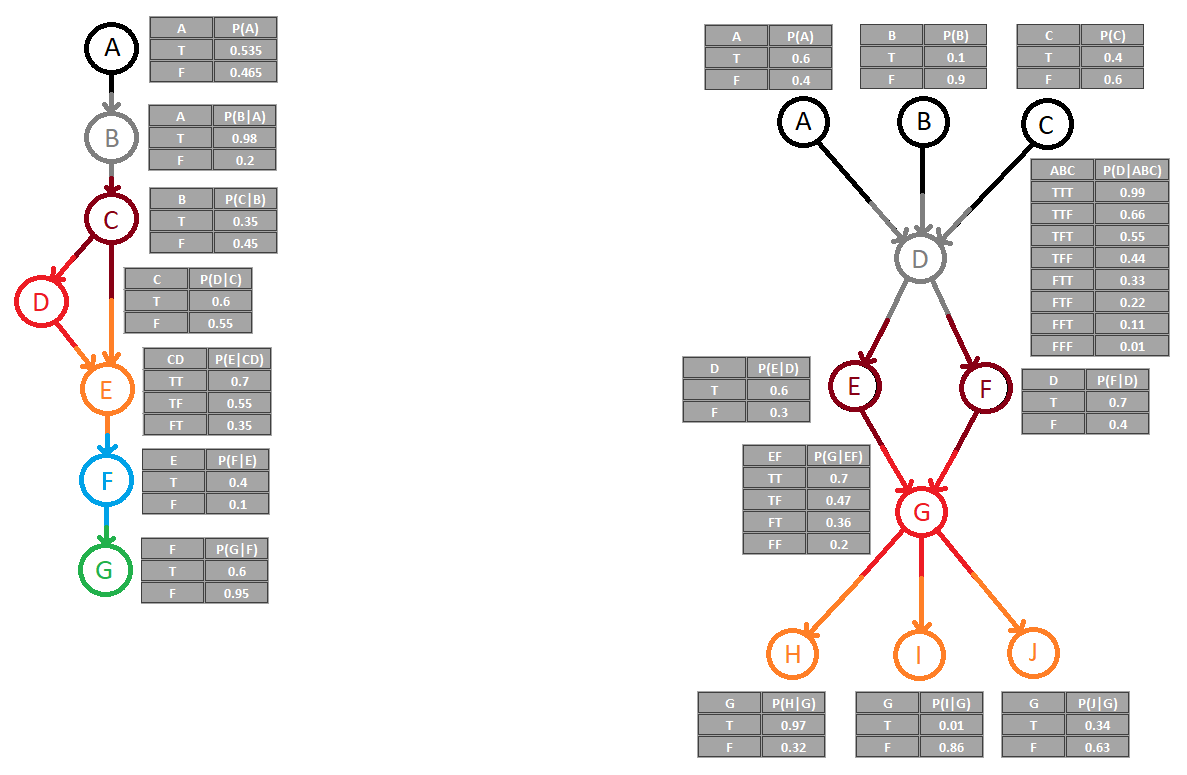 A
A P(A)
T 0.535
F 0.465
B
A P(B|A)
T 0.98
F 0.2
C
B P(C|B)
T 0.35
F 0.45
D
C P(D|C)
T 0.6
F 0.55
E
CD P(E|CD)
TT 0.7
TF 0.55
FT 0.35
F
E P(F|E)
T 0.4
F 0.1
G
F P(G|F)
T 0.6
F 0.95
A P(A)
T 0.6
F 0.4
B P(B)
T 0.1
F 0.9
C P(C)
T 0.4
F 0.6
A
B
C
ABC P(D|ABC)
TTT 0.99
TTF 0.66
TFT 0.55
TFF 0.44
FTT 0.33
FTF 0.22
FFT 0.11
FFF 0.01
D
D P(E|D)
T 0.6
F 0.3
E
F
D P(F|D)
T 0.7
F 0.4
EF P(G|EF)
TT 0.7
TF 0.47
FT 0.36
FF 0.2
G
H
I
J
G P(H|G)
T 0.97
F 0.32
G P(I|G)
T 0.01
F 0.86
G P(J|G)
T 0.34
F 0.63